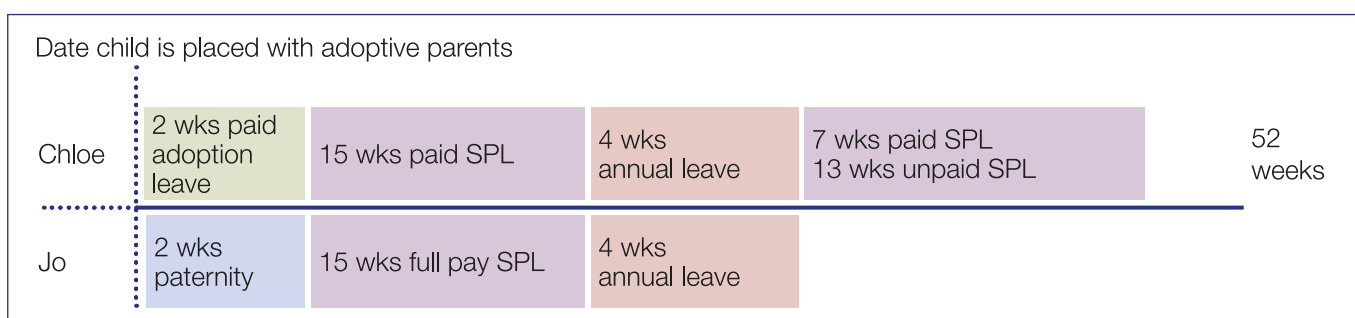 Date child is placed with adoptive parents
Chloe
2 wks paid
adoption
leave
15 wks paid SPL
4 wks
annual leave
7 wks paid SPL
13 wks unpaid SPL
52
weeks
Jo
2 wks
paternity
15 wks full pay SPL
4 wks
annual leave